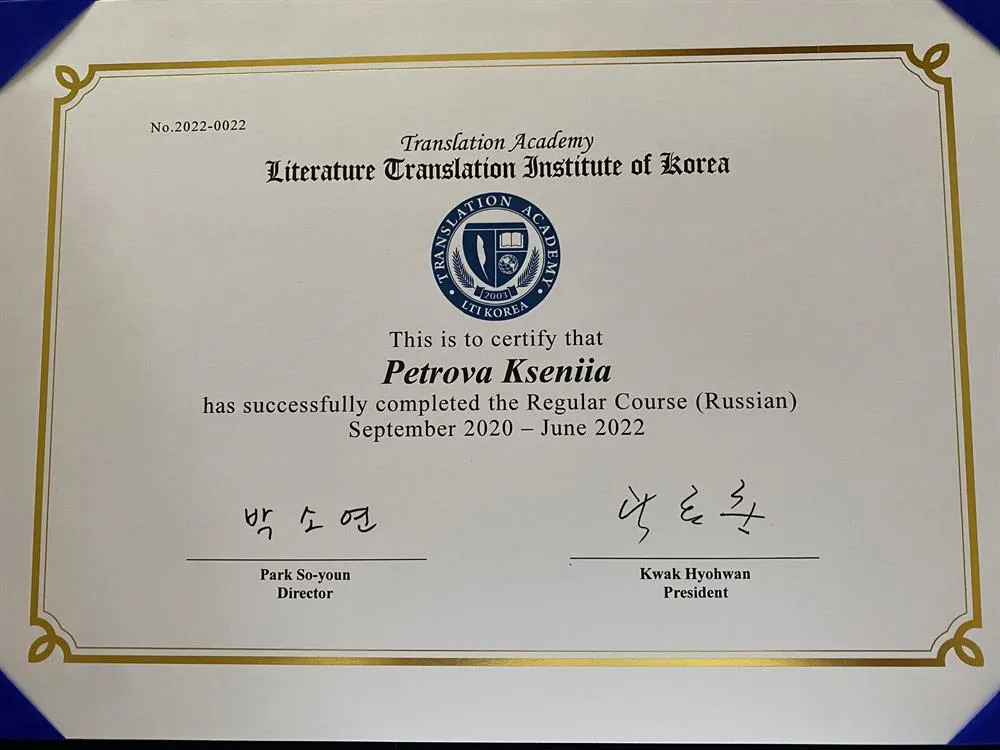 No.2022-0022
Translation Academy
Literature Translation Institute of Korea
TRANSLATION ACADEMY
2003
LTI KOREA
This is to certify that
Petrova Kseniia
has successfully completed the Regular Course (Russian)
September 2020 – June 2022
박 소 연
Park So-youn
Director
Kwak Hyohwan
President